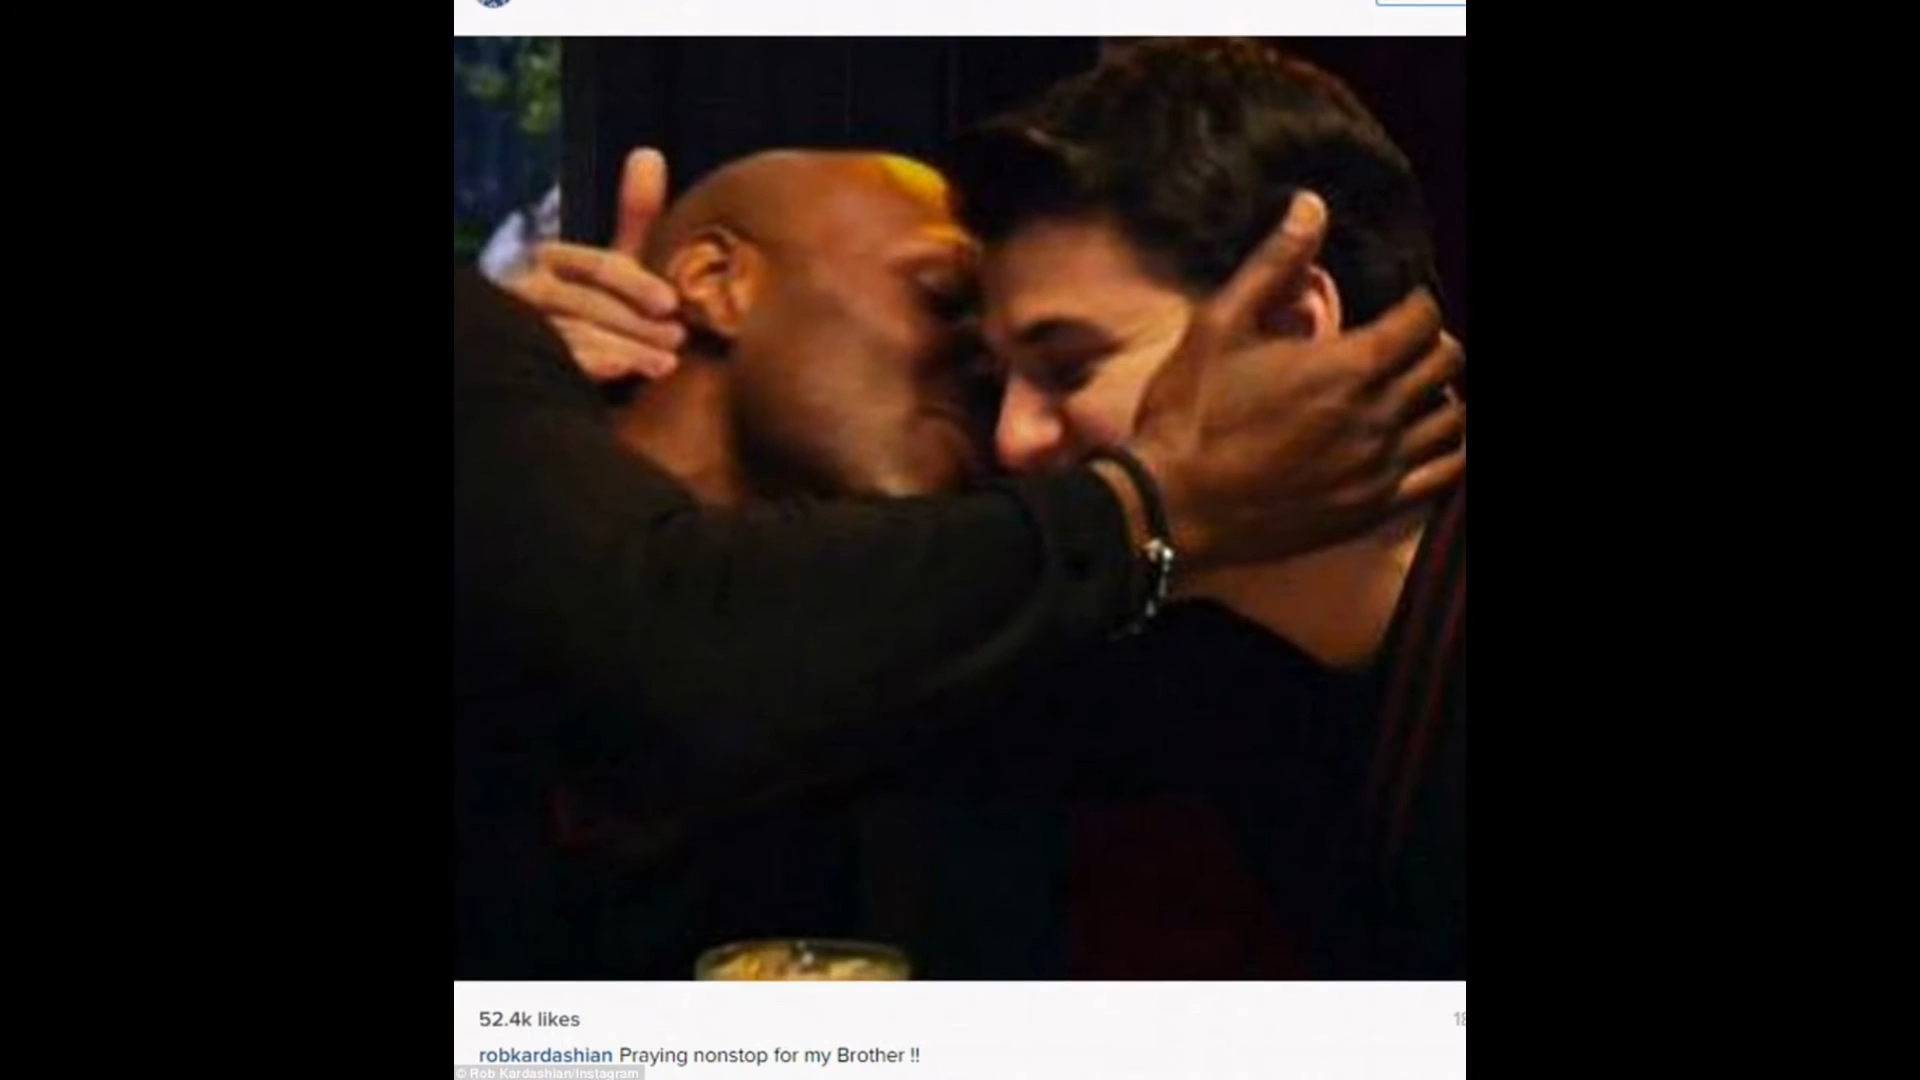 52.4k likes
robkardashian Praying nonstop for my Brother !!
© Rob Kardashian/Instagram